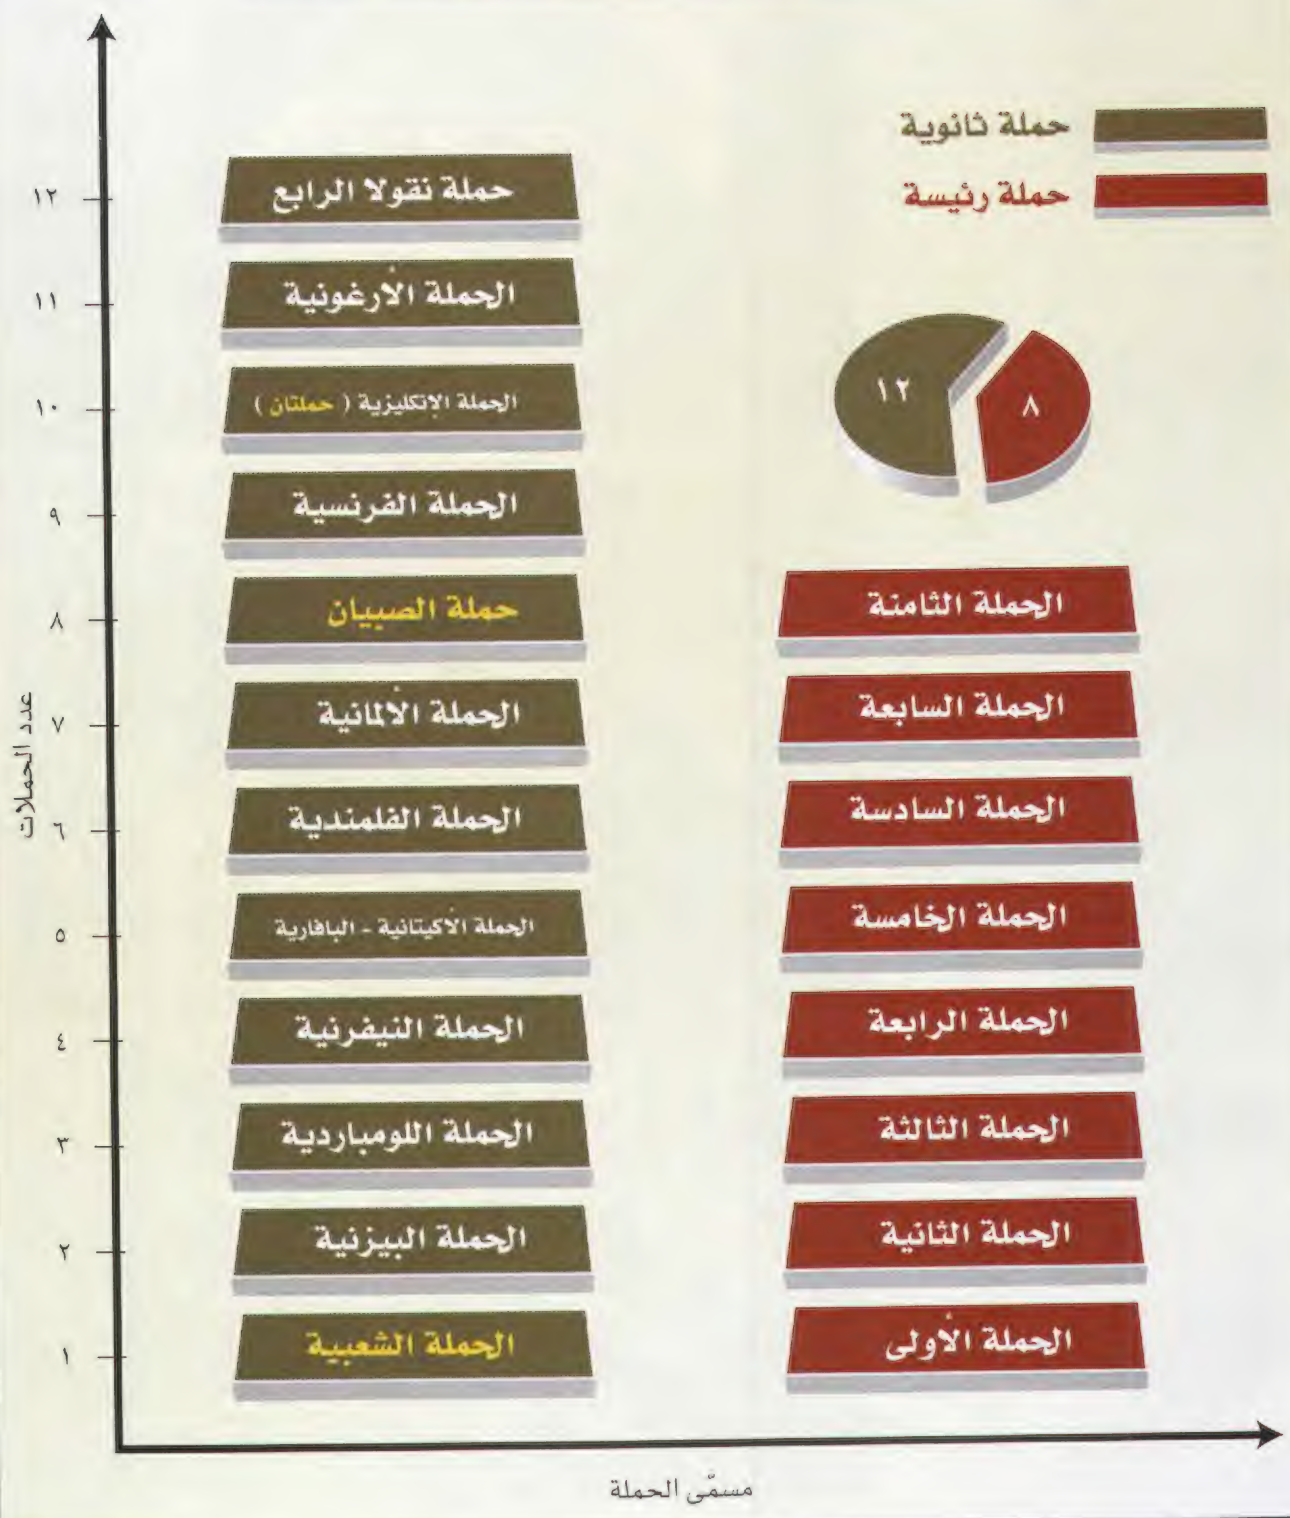 حملة ثانوية
حملة رئيسة
١٢
٨
عدد الحملات
١٢
١١
١٠
٩
٨
٧
٦
٥
٤
٣
٢
١
الحملة الثامنة
الحملة السابعة
الحملة السادسة
الحملة الخامسة
الحملة الرابعة
الحملة الثالثة
الحملة الثانية
الحملة الأولى
حملة نقولا الرابع
الحملة الأرغونية
الحملة الإنكليزية ( حملتان )
الحملة الفرنسية
حملة الصبيان
الحملة الألمانية
الحملة الفلمندية
الحملة الأكيتانية - البافارية
الحملة النيفرنية
الحملة اللومباردية
الحملة البيزنية
الحملة الشعبية
مسمّى الحملة